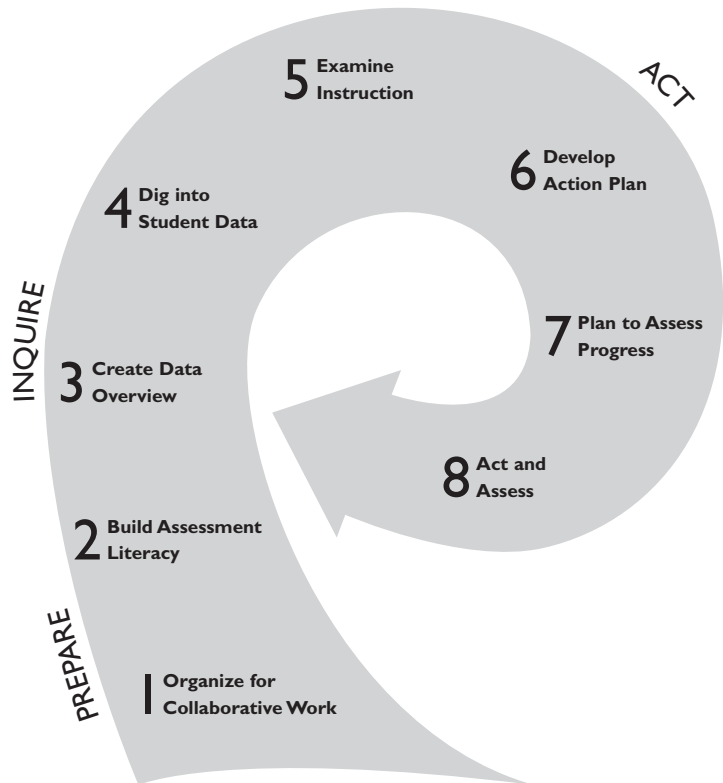 PREPARE
1 Organize for
Collaborative Work
2 Build Assessment
Literacy
INQUIRE
3 Create Data
Overview
4 Dig into
Student Data
5 Examine
Instruction
ACT
6 Develop
Action Plan
7 Plan to Assess
Progress
8 Act and
Assess